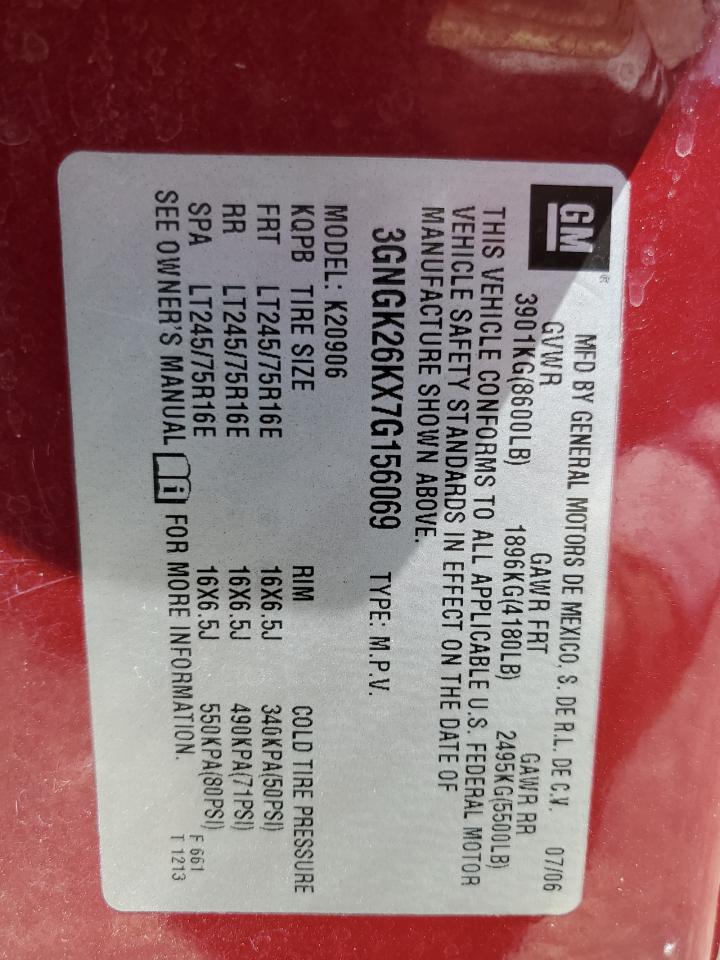 GM ®
MFD BY GENERAL MOTORS DE MEXICO, S. DE R.L. DE C.V. 07/06
GVWR GAWR FRT GAWR RR
3901KG(8600LB) 1896KG(4180LB) 2495KG(5500LB)
THIS VEHICLE CONFORMS TO ALL APPLICABLE U.S. FEDERAL MOTOR
VEHICLE SAFETY STANDARDS IN EFFECT ON THE DATE OF
MANUFACTURE SHOWN ABOVE.
3GNGK26KX7G156069 TYPE: M.P.V.
MODEL: K20906
KQPB TIRE SIZE RIM COLD TIRE PRESSURE
FRT LT245/75R16E 16X6.5J 340KPA(50PSI)
RR LT245/75R16E 16X6.5J 490KPA(71PSI)
SPA LT245/75R16E 16X6.5J 550KPA(80PSI)
SEE OWNER'S MANUAL FOR MORE INFORMATION.
F 661
T 1213